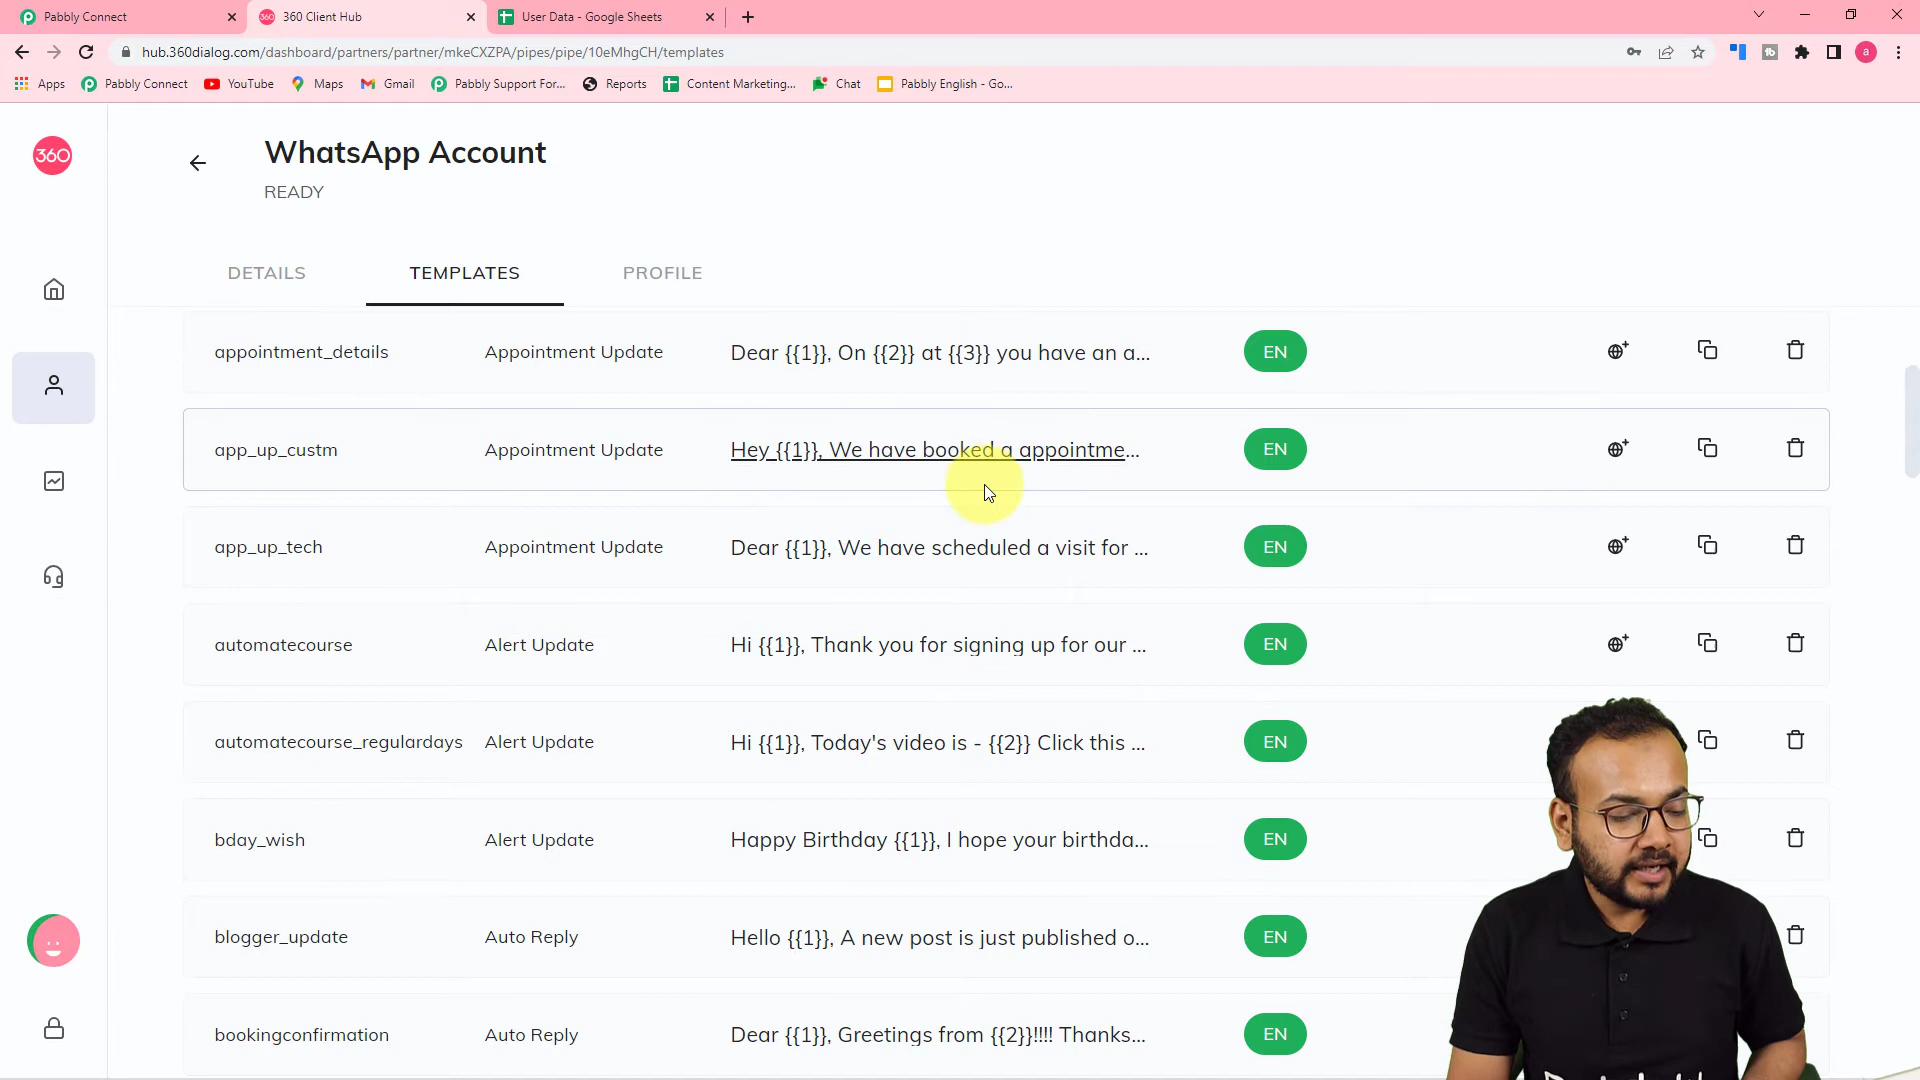 Pabbly Connect
360 Client Hub
User Data - Google Sheets
hub.360dialog.com/dashboard/partners/partner/mkeCXZPA/pipes/pipe/10eMhgCH/templates
a
Apps
Pabbly Connect
YouTube
Maps
Gmail
Pabbly Support For...
Reports
Content Marketing...
Chat
Pabbly English - Go...
360
WhatsApp Account
READY
DETAILS
TEMPLATES
PROFILE
appointment_details Appointment Update Dear {{1}}, On {{2}} at {{3}} you have an a... EN
app_up_custm Appointment Update Hey {{1}}, We have booked a appointme... EN
app_up_tech Appointment Update Dear {{1}}, We have scheduled a visit for ... EN
automatecourse Alert Update Hi {{1}}, Thank you for signing up for our ... EN
automatecourse_regulardays Alert Update Hi {{1}}, Today's video is - {{2}} Click this ... EN
bday_wish Alert Update Happy Birthday {{1}}, I hope your birthda... EN
blogger_update Auto Reply Hello {{1}}, A new post is just published o... EN
bookingconfirmation Auto Reply Dear {{1}}, Greetings from {{2}}!!!! Thanks... EN